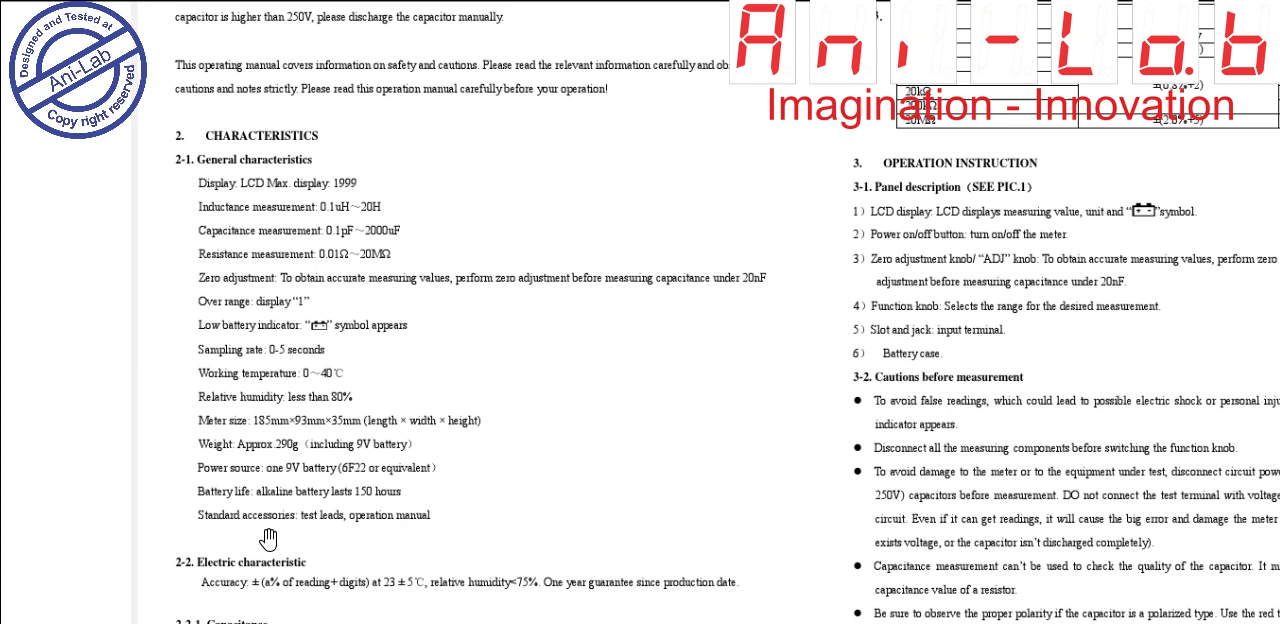 Designed and Tested at
Ani-Lab
Copy right reserved
Ani-Lab
Imagination - Innovation
capacitor is higher than 250V, please discharge the capacitor manually.
This operating manual covers information on safety and cautions. Please read the relevant information carefully and ob
cautions and notes strictly. Please read this operation manual carefully before your operation!
2. CHARACTERISTICS
2-1. General characteristics
Display: LCD Max. display: 1999
Inductance measurement: 0.1uH～20H
Capacitance measurement: 0.1pF～2000uF
Resistance measurement: 0.01Ω～20MΩ
Zero adjustment: To obtain accurate measuring values, perform zero adjustment before measuring capacitance under 20nF
Over range: display “1”
Low battery indicator: “ ” symbol appears
Sampling rate: 0-5 seconds
Working temperature: 0～40℃
Relative humidity: less than 80%
Meter size: 185mm×93mm×35mm (length × width × height)
Weight: Approx.290g（including 9V battery）
Power source: one 9V battery (6F22 or equivalent）
Battery life: alkaline battery lasts 150 hours
Standard accessories: test leads, operation manual
2-2. Electric characteristic
Accuracy: ± (a% of reading+ digits) at 23 ± 5℃, relative humidity<75%. One year guarantee since production date.
20kΩ
±(0.8%+2)
200kΩ
20MΩ
±(2.0%+5)
3. OPERATION INSTRUCTION
3-1. Panel description（SEE PIC.1）
1）LCD display: LCD displays measuring value, unit and “ ”symbol.
2）Power on/off button: turn on/off the meter.
3）Zero adjustment knob/ “ADJ” knob: To obtain accurate measuring values, perform zero
adjustment before measuring capacitance under 20nF.
4）Function knob: Selects the range for the desired measurement.
5）Slot and jack: input terminal.
6） Battery case.
3-2. Cautions before measurement
● To avoid false readings, which could lead to possible electric shock or personal inju
indicator appears.
● Disconnect all the measuring components before switching the function knob.
● To avoid damage to the meter or to the equipment under test, disconnect circuit powe
250V) capacitors before measurement. DO not connect the test terminal with voltage
circuit. Even if it can get readings, it will cause the big error and damage the meter
exists voltage, or the capacitor isn’t discharged completely).
● Capacitance measurement can’t be used to check the quality of the capacitor. It m
capacitance value of a resistor.
● Be sure to observe the proper polarity if the capacitor is a polarized type. Use the red t